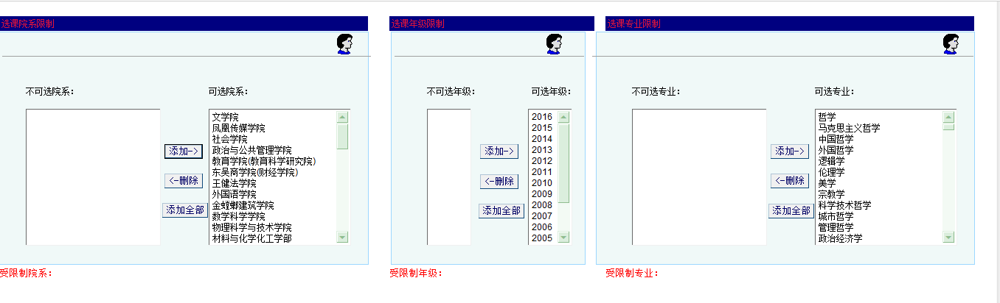 选课院系限制
选课年级限制
选课专业限制
不可选院系:
可选院系:
文学院
凤凰传媒学院
社会学院
政治与公共管理学院
教育学院(教育科学研究院)
东吴商学院(财经学院)
王健法学院
外国语学院
金螳螂建筑学院
数学科学学院
物理科学与技术学院
材料与化学化工学部
添加->
<-删除
添加全部
不可选年级:
可选年级:
2016
2015
2014
2013
2012
2011
2010
2009
2008
2007
2006
2005
添加->
<-删除
添加全部
不可选专业:
可选专业:
哲学
马克思主义哲学
中国哲学
外国哲学
逻辑学
伦理学
美学
宗教学
科学技术哲学
城市哲学
管理哲学
政治经济学
添加->
<-删除
添加全部
受限制院系:
受限制年级:
受限制专业: